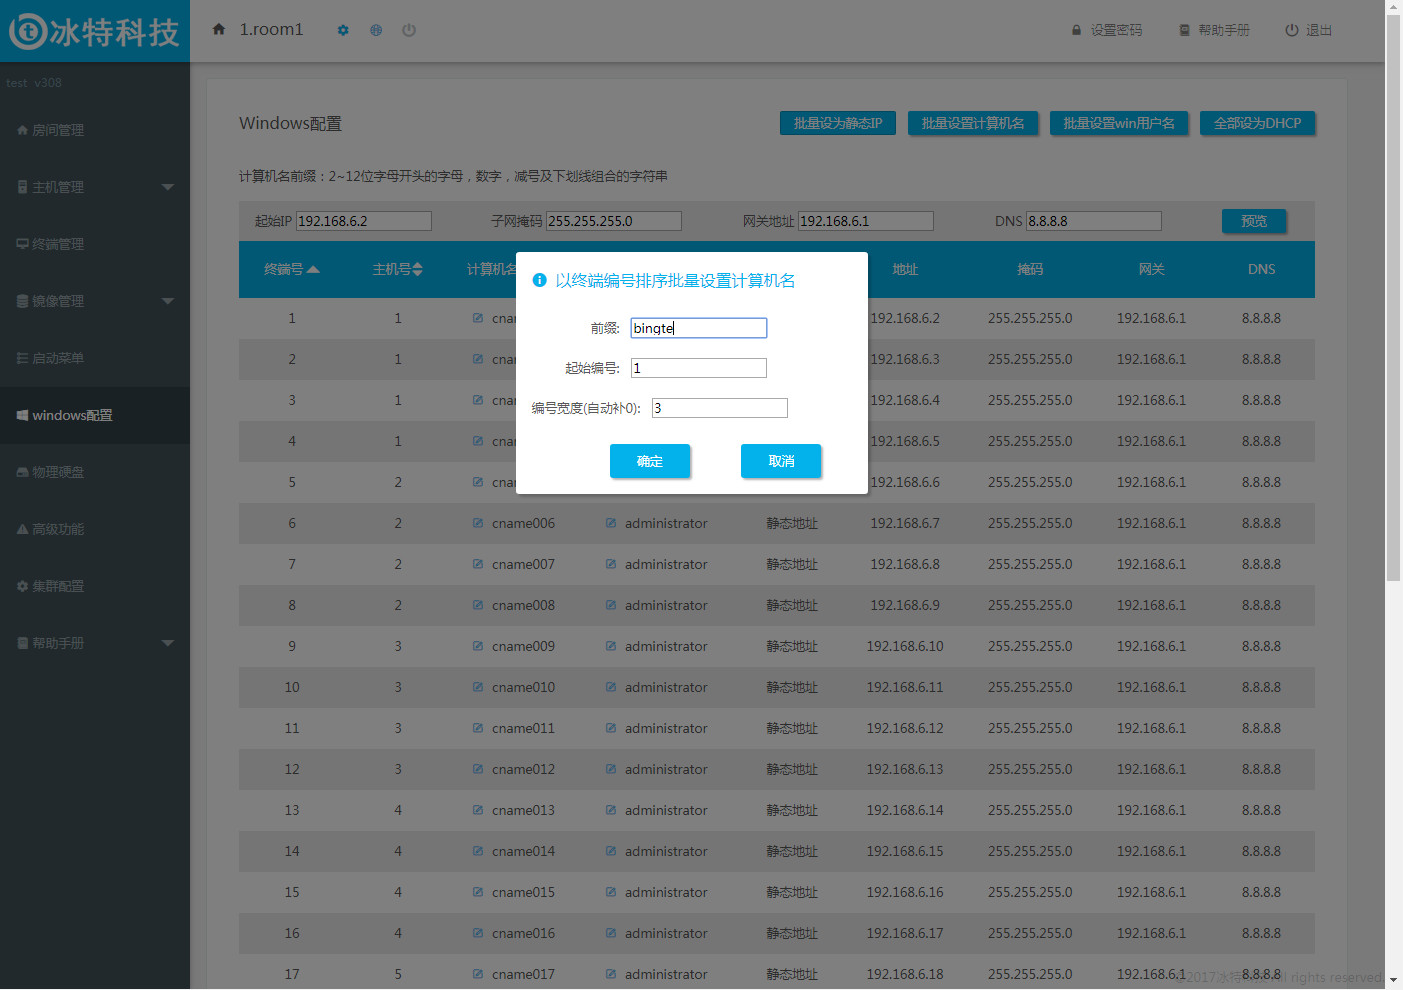 冰特科技
1.room1
设置密码 帮助手册 退出
test v308
房间管理
主机管理
终端管理
镜像管理
启动菜单
windows配置
物理硬盘
高级功能
集群配置
帮助手册
Windows配置
批量设为静态IP 批量设置计算机名 批量设置win用户名 全部设为DHCP
计算机名前缀：2~12位字母开头的字母，数字，减号及下划线组合的字符串
起始IP 192.168.6.2 子网掩码 255.255.255.0 网关地址 192.168.6.1 DNS 8.8.8.8 预览
终端号 主机号 计算机名 地址 掩码 网关 DNS
以终端编号排序批量设置计算机名
前缀: bingte
起始编号: 1
编号宽度(自动补0): 3
确定 取消
1 1 cnam 192.168.6.2 255.255.255.0 192.168.6.1 8.8.8.8
2 1 cnam 192.168.6.3 255.255.255.0 192.168.6.1 8.8.8.8
3 1 cnam 192.168.6.4 255.255.255.0 192.168.6.1 8.8.8.8
4 1 cnam 192.168.6.5 255.255.255.0 192.168.6.1 8.8.8.8
5 2 cnam 192.168.6.6 255.255.255.0 192.168.6.1 8.8.8.8
6 2 cname006 administrator 静态地址 192.168.6.7 255.255.255.0 192.168.6.1 8.8.8.8
7 2 cname007 administrator 静态地址 192.168.6.8 255.255.255.0 192.168.6.1 8.8.8.8
8 2 cname008 administrator 静态地址 192.168.6.9 255.255.255.0 192.168.6.1 8.8.8.8
9 3 cname009 administrator 静态地址 192.168.6.10 255.255.255.0 192.168.6.1 8.8.8.8
10 3 cname010 administrator 静态地址 192.168.6.11 255.255.255.0 192.168.6.1 8.8.8.8
11 3 cname011 administrator 静态地址 192.168.6.12 255.255.255.0 192.168.6.1 8.8.8.8
12 3 cname012 administrator 静态地址 192.168.6.13 255.255.255.0 192.168.6.1 8.8.8.8
13 4 cname013 administrator 静态地址 192.168.6.14 255.255.255.0 192.168.6.1 8.8.8.8
14 4 cname014 administrator 静态地址 192.168.6.15 255.255.255.0 192.168.6.1 8.8.8.8
15 4 cname015 administrator 静态地址 192.168.6.16 255.255.255.0 192.168.6.1 8.8.8.8
16 4 cname016 administrator 静态地址 192.168.6.17 255.255.255.0 192.168.6.1 8.8.8.8
17 5 cname017 administrator 静态地址 192.168.6.18 255.255.255.0 192.168.6.1 8.8.8.8
©2017冰特 All rights reserved.